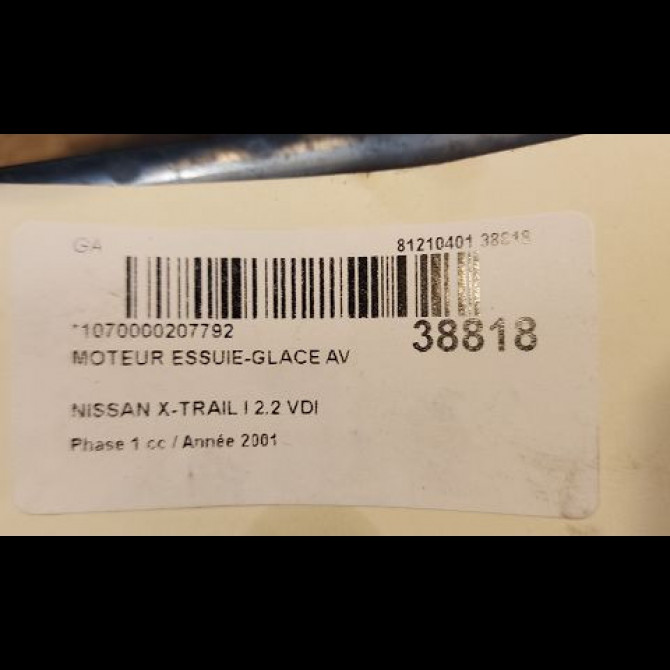 GA 81210401 38818
*1070000207792 38818
MOTEUR ESSUIE-GLACE AV
NISSAN X-TRAIL I 2.2 VDI
Phase 1 cc / Année 2001